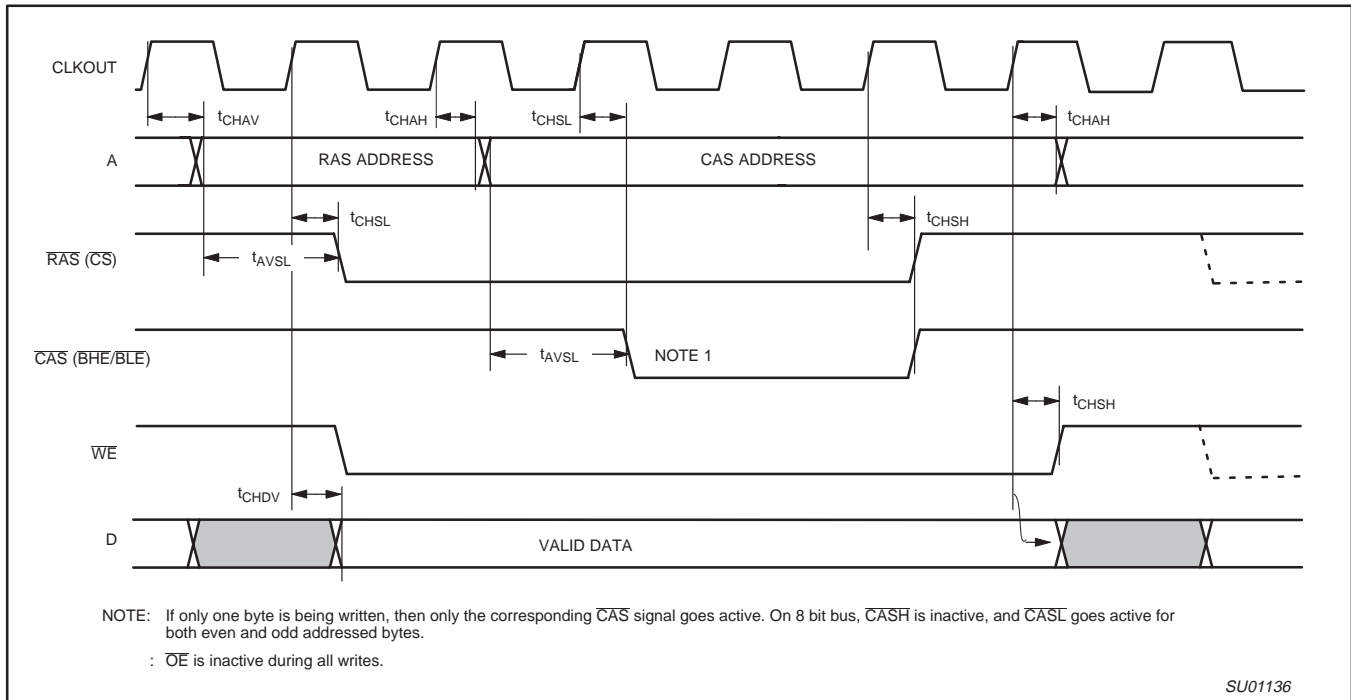 CLKOUT
tCHAV
tCHAH
tCHSL
tCHAH
A
RAS ADDRESS
CAS ADDRESS
tCHSL
tCHSH
RAS (CS)
tAVSL
CAS (BHE/BLE)
tAVSL
NOTE 1
tCHSH
WE
tCHDV
D
VALID DATA
NOTE: If only one byte is being written, then only the corresponding CAS signal goes active. On 8 bit bus, CASH is inactive, and CASL goes active for
both even and odd addressed bytes.
: OE is inactive during all writes.
SU01136